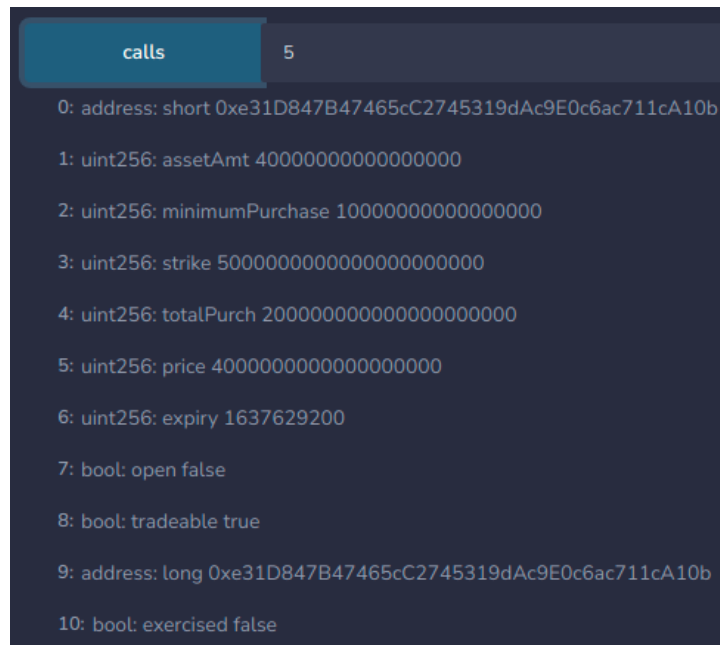 calls 5
0: address: short 0xe31D847B47465cC2745319dAc9E0c6ac711cA10b
1: uint256: assetAmt 40000000000000000
2: uint256: minimumPurchase 10000000000000000
3: uint256: strike 5000000000000000000000
4: uint256: totalPurch 200000000000000000000
5: uint256: price 4000000000000000000
6: uint256: expiry 1637629200
7: bool: open false
8: bool: tradeable true
9: address: long 0xe31D847B47465cC2745319dAc9E0c6ac711cA10b
10: bool: exercised false